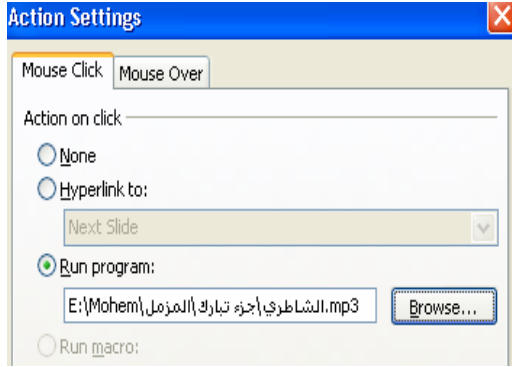 Action Settings
Mouse Click Mouse Over
Action on click
None
Hyperlink to:
Next Slide
Run program:
E:\Mohem\الشاطري\جزء تبارك\المزمل.mp3 Browse...
Run macro: